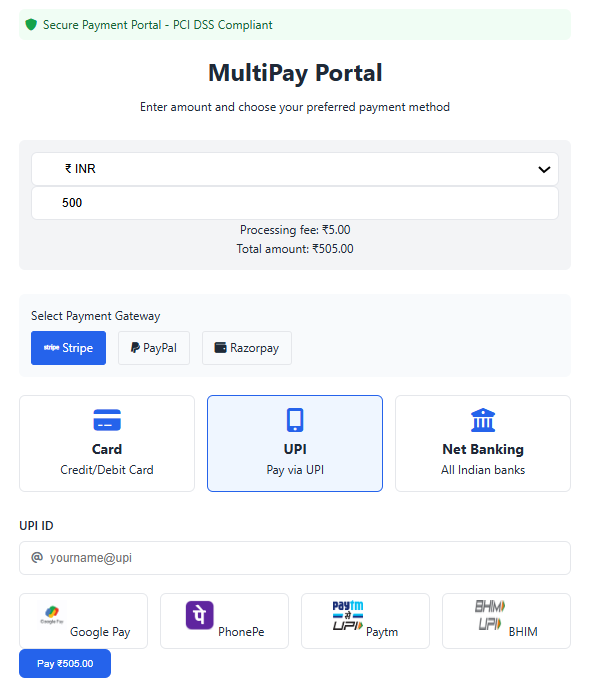 Secure Payment Portal - PCI DSS Compliant
MultiPay Portal
Enter amount and choose your preferred payment method
₹ INR
500
Processing fee: ₹5.00
Total amount: ₹505.00
Select Payment Gateway
stripe Stripe PayPal Razorpay
Card UPI Net Banking
Credit/Debit Card Pay via UPI All Indian banks
UPI ID
@ yourname@upi
Google Pay Google Pay पे PhonePe Paytm से UPI Paytm BHIM UPI BHIM
Pay ₹505.00